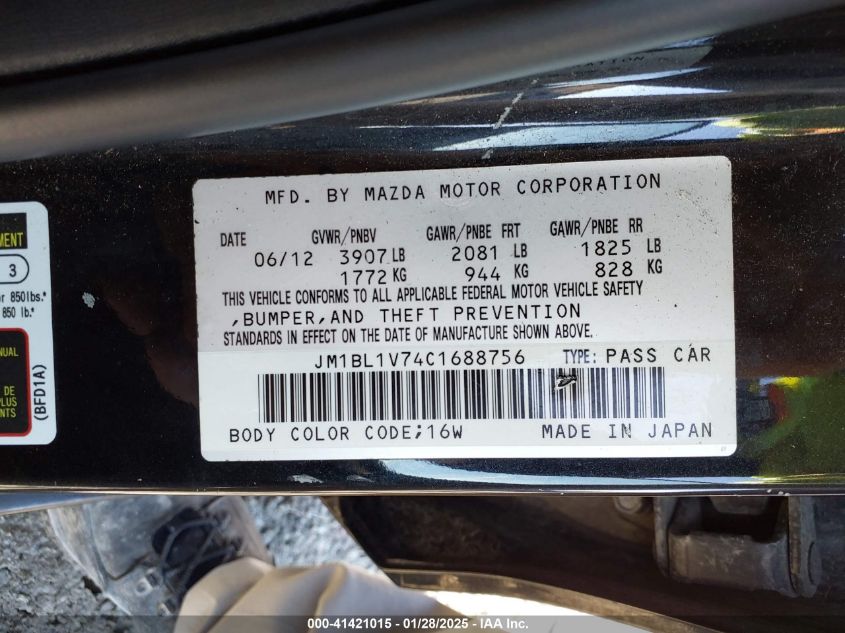 MFD. BY MAZDA MOTOR CORPORATION
DATE GVWR/PNBV GAWR/PNBE FRT GAWR/PNBE RR
06/12 3907 LB 2081 LB 1825 LB
1772 KG 944 KG 828 KG
THIS VEHICLE CONFORMS TO ALL APPLICABLE FEDERAL MOTOR VEHICLE SAFETY
,BUMPER,AND THEFT PREVENTION
STANDARDS IN EFFECT ON THE DATE OF MANUFACTURE SHOWN ABOVE.
JM1BL1V74C1688756 TYPE: PASS CAR
BODY COLOR CODE;16W MADE IN JAPAN
3
850lbs.*
850 lb.*
DE
PLUS
(BFD1A)
000-41421015 - 01/28/2025 - IAA Inc.